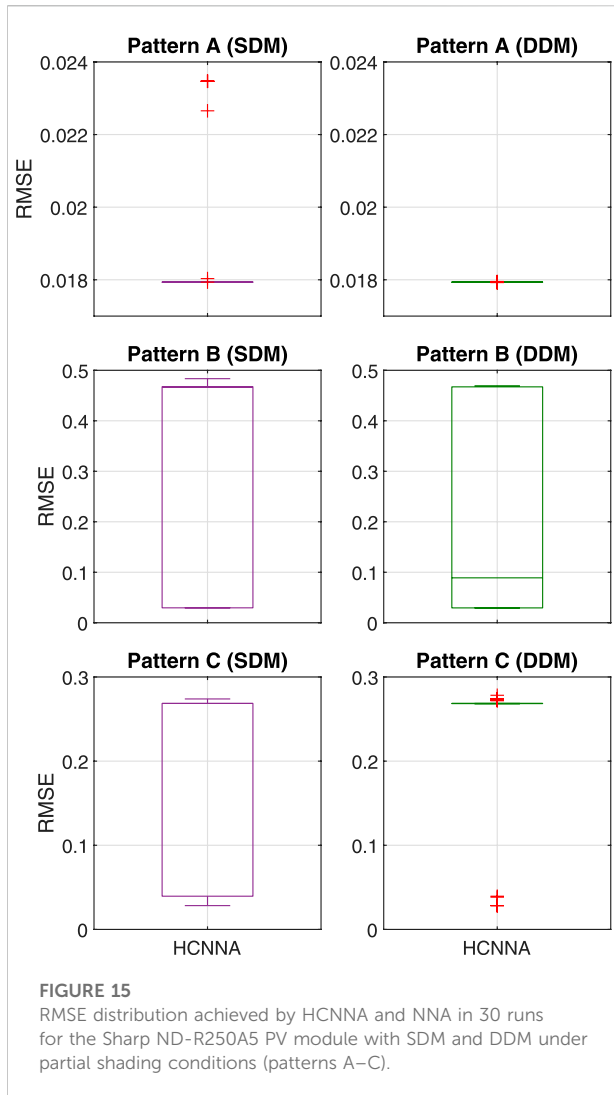 Pattern A (SDM)
Pattern A (DDM)
0.024
0.022
0.02
0.018
RMSE
0.024
0.022
0.02
0.018
Pattern B (SDM)
Pattern B (DDM)
0.5
0.4
0.3
0.2
0.1
0
RMSE
0.5
0.4
0.3
0.2
0.1
0
Pattern C (SDM)
Pattern C (DDM)
0.3
0.2
0.1
0
RMSE
0.3
0.2
0.1
0
HCNNA
HCNNA
FIGURE 15
RMSE distribution achieved by HCNNA and NNA in 30 runs
for the Sharp ND-R250A5 PV module with SDM and DDM under
partial shading conditions (patterns A–C).